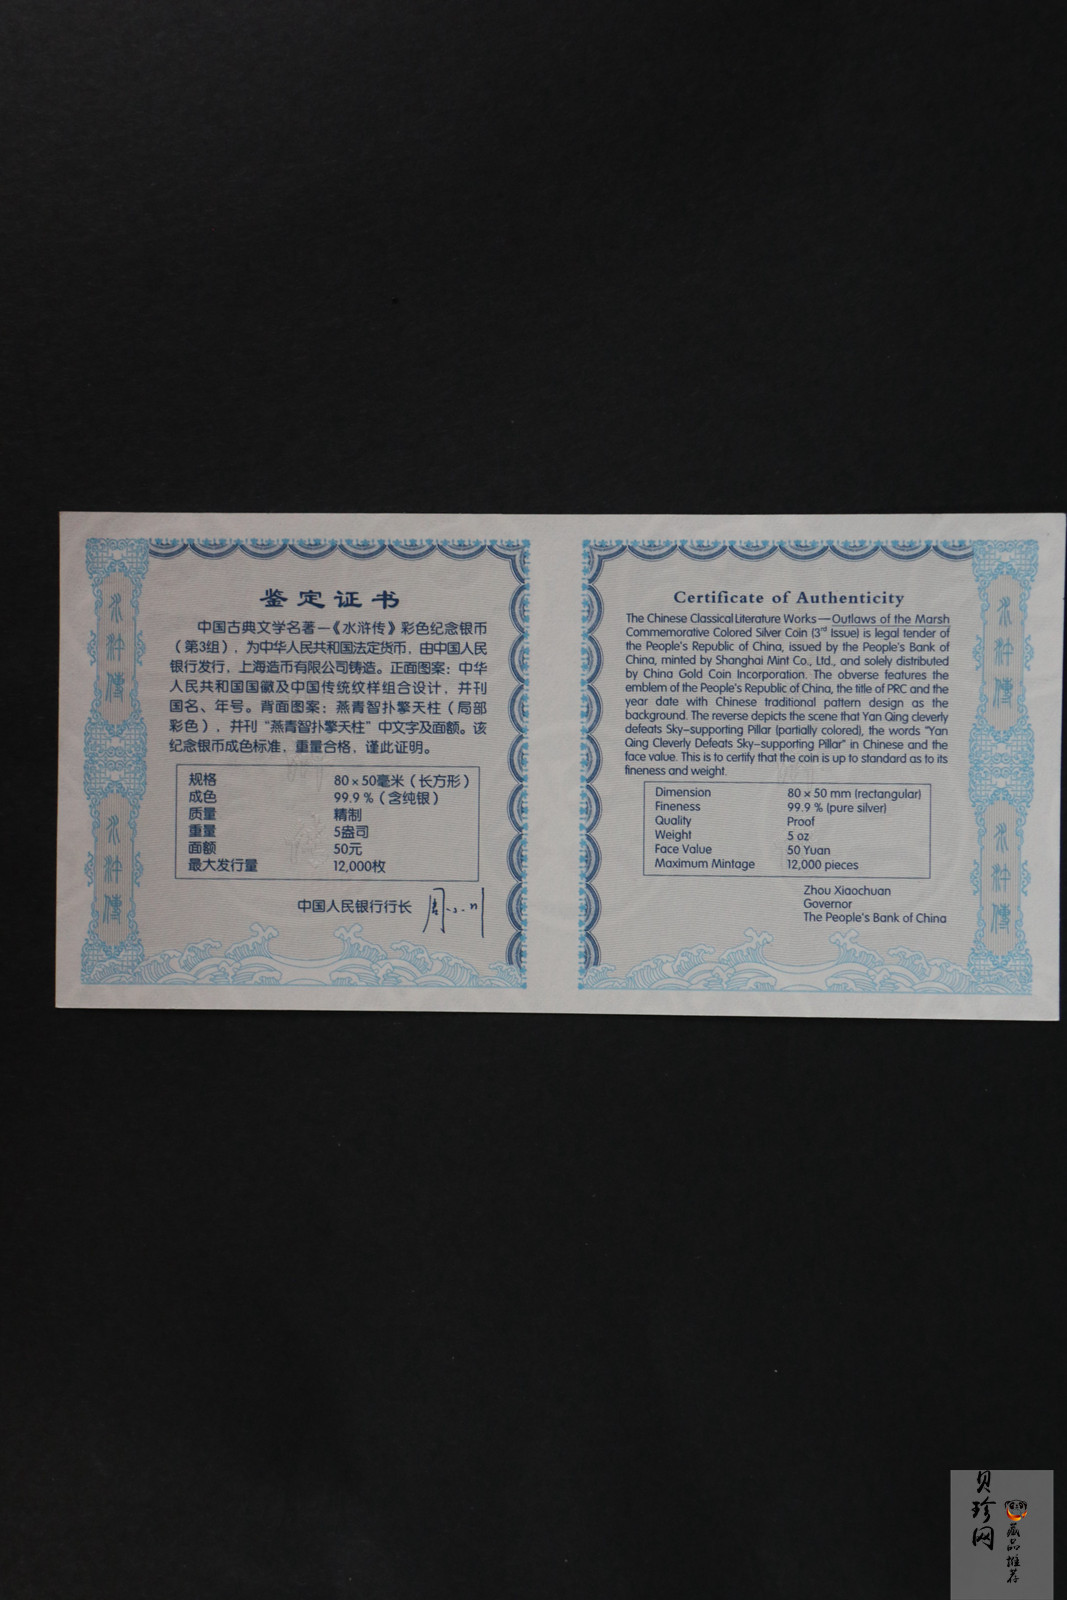 鉴定证书
中国古典文学名著—《水浒传》彩色纪念银币
（第3组），为中华人民共和国法定货币，由中国人民
银行发行，上海造币有限公司铸造。正面图案：中华
人民共和国国徽及中国传统纹样组合设计，并刊
国名、年号。背面图案：燕青智扑擎天柱（局部
彩色），并刊“燕青智扑擎天柱”中文字及面额。该
纪念银币成色标准，重量合格，谨此证明。
规格 80×50毫米（长方形）
成色 99.9％（含纯银）
质量 精制
重量 5盎司
面额 50元
最大发行量 12,000枚
中国人民银行行长 周小川
水浒傳
水浒傳
Certificate of Authenticity
The Chinese Classical Literature Works—Outlaws of the Marsh
Commemorative Colored Silver Coin (3rd Issue) is legal tender of
the People's Republic of China, issued by the People's Bank of
China, minted by Shanghai Mint Co., Ltd., and solely distributed
by China Gold Coin Incorporation. The obverse features the
emblem of the People's Republic of China, the title of PRC and the
year date with Chinese traditional pattern design as the
background. The reverse depicts the scene that Yan Qing cleverly
defeats Sky-supporting Pillar (partially colored), the words "Yan
Qing Cleverly Defeats Sky-supporting Pillar" in Chinese and the
face value. This is to certify that the coin is up to standard as to its
fineness and weight.
Dimension 80×50 mm (rectangular)
Fineness 99.9 % (pure silver)
Quality Proof
Weight 5 oz
Face Value 50 Yuan
Maximum Mintage 12,000 pieces
Zhou Xiaochuan
Governor
The People's Bank of China
水浒傳
水浒傳
贝珍网
藏品推荐